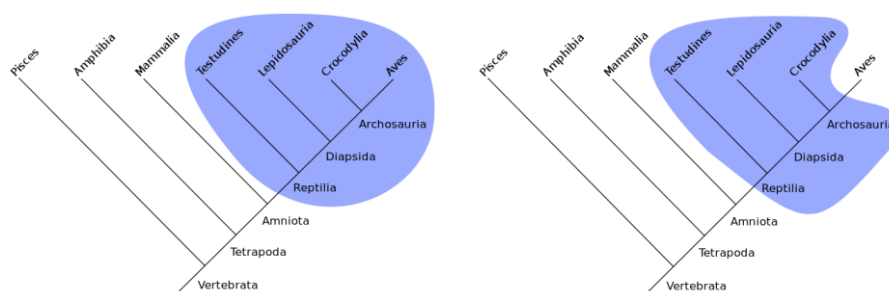 Pisces
Amphibia
Mammalia
Testudines
Lepidosauria
Crocodylia
Aves
Archosauria
Diapsida
Reptilia
Amniota
Tetrapoda
Vertebrata
Pisces
Amphibia
Mammalia
Testudines
Lepidosauria
Crocodylia
Aves
Archosauria
Diapsida
Reptilia
Amniota
Tetrapoda
Vertebrata